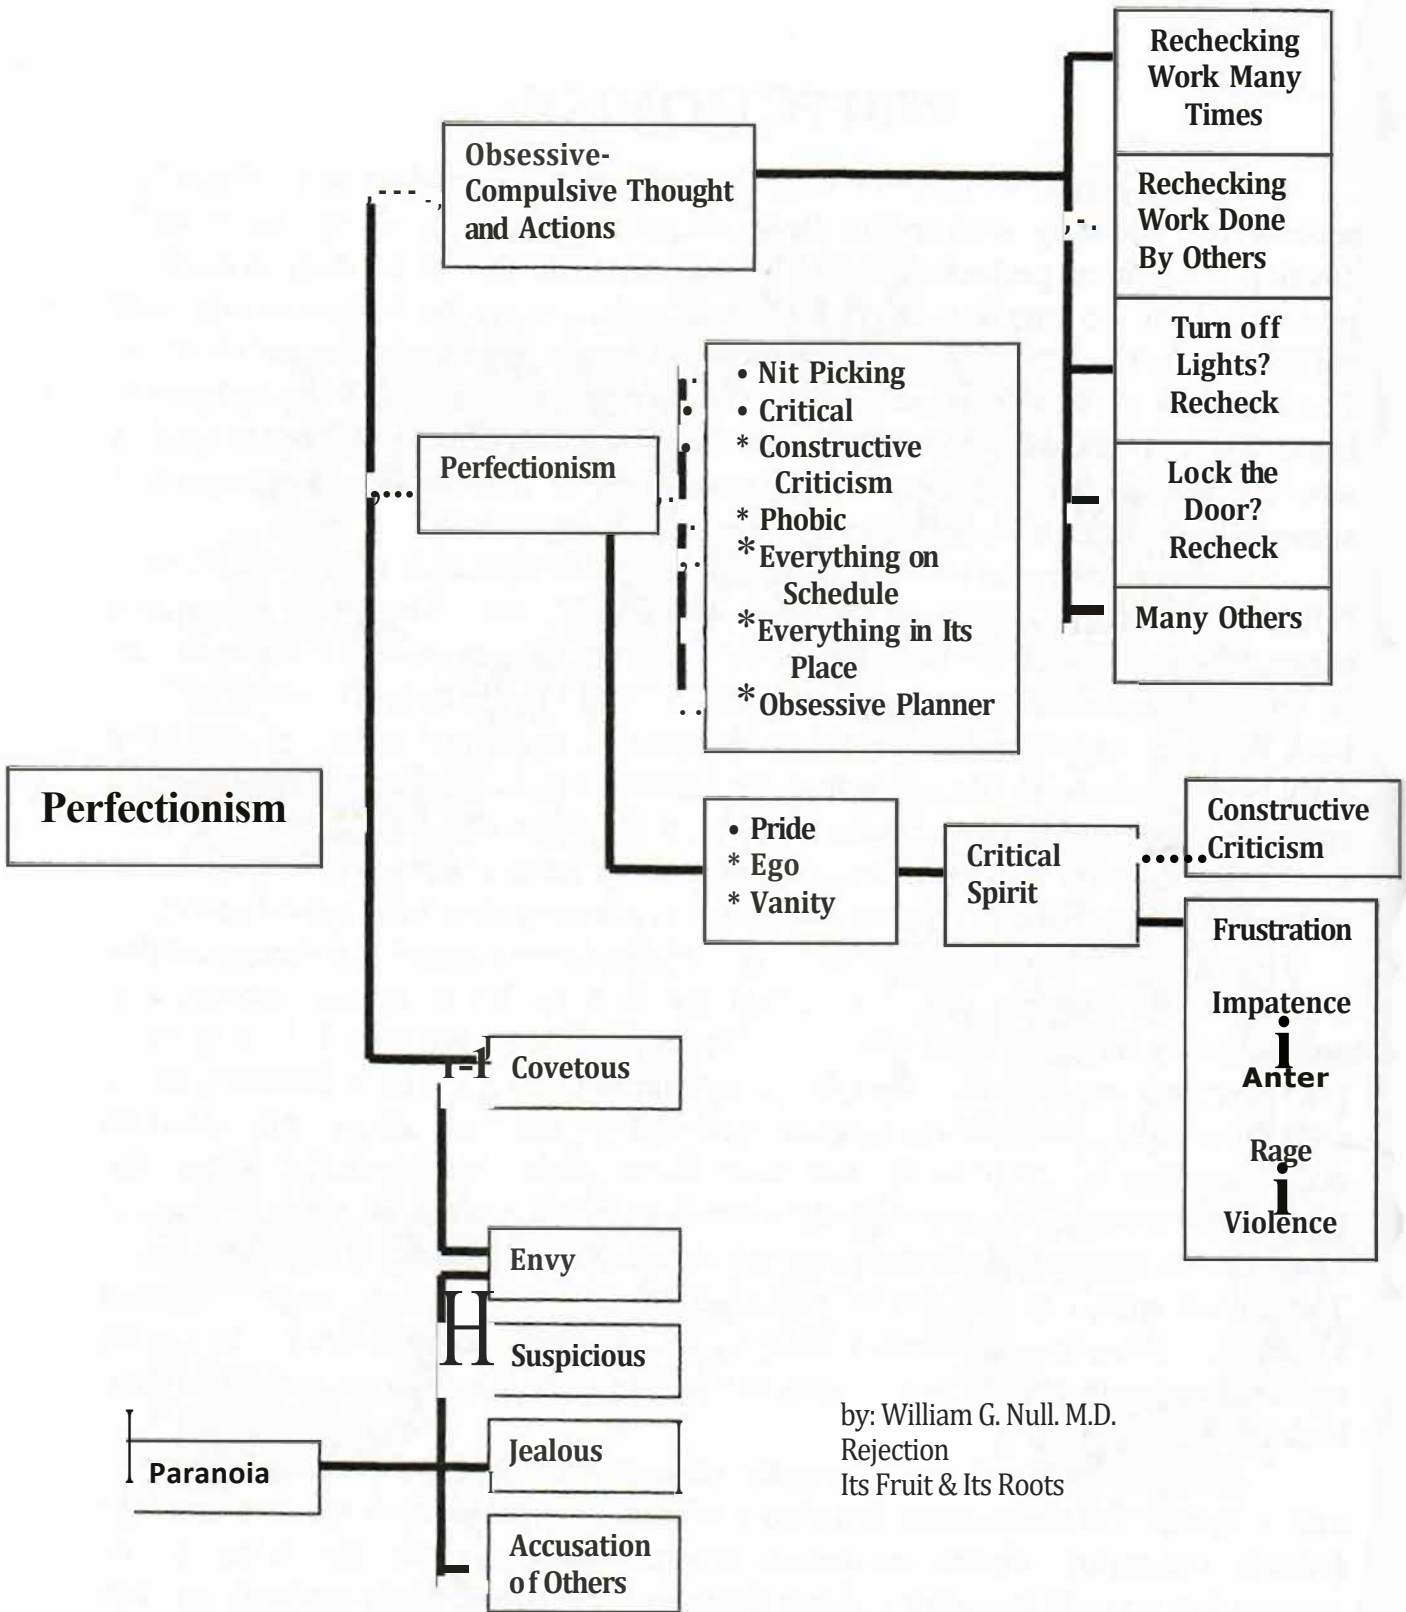 Rechecking
Work Many
Times
Obsessive-
Compulsive Thought
and Actions
Rechecking
Work Done
By Others
Turn off
Lights?
Recheck
Lock the
Door?
Recheck
Many Others
Perfectionism
• Nit Picking
• Critical
* Constructive
Criticism
* Phobic
* Everything on
Schedule
* Everything in Its
Place
* Obsessive Planner
Perfectionism
• Pride
* Ego
* Vanity
Critical
Spirit
Constructive
Criticism
Frustration
Impatence
i
Anter
Rage
i
Violence
Covetous
Envy
H
Suspicious
Jealous
Paranoia
Accusation
of Others
by: William G. Null. M.D.
Rejection
Its Fruit & Its Roots